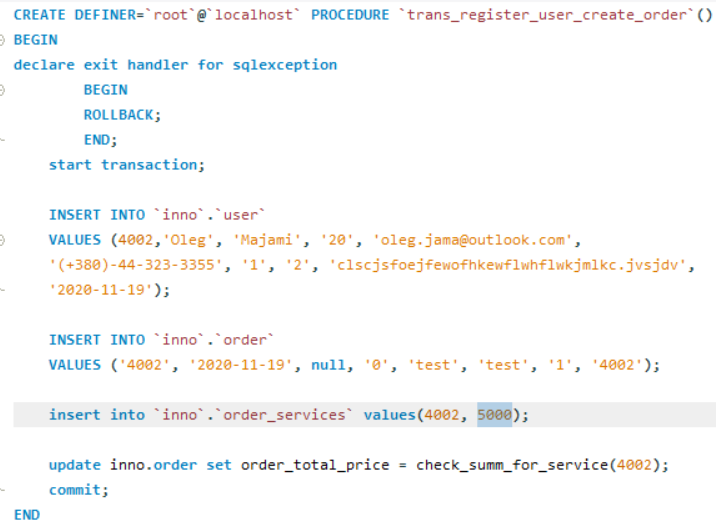 CREATE DEFINER=`root`@`localhost` PROCEDURE `trans_register_user_create_order`()
BEGIN
declare exit handler for sqlexception
BEGIN
ROLLBACK;
END;
start transaction;
INSERT INTO `inno`.`user`
VALUES (4002,'Oleg', 'Majami', '20', 'oleg.jama@outlook.com',
'(+380)-44-323-3355', '1', '2', 'clscjsfoejfewofhkewflwhflwkjmlkc.jvsjdv',
'2020-11-19');
INSERT INTO `inno`.`order`
VALUES ('4002', '2020-11-19', null, '0', 'test', 'test', '1', '4002');
insert into `inno`.`order_services` values(4002, 5000);
update inno.order set order_total_price = check_summ_for_service(4002);
commit;
END